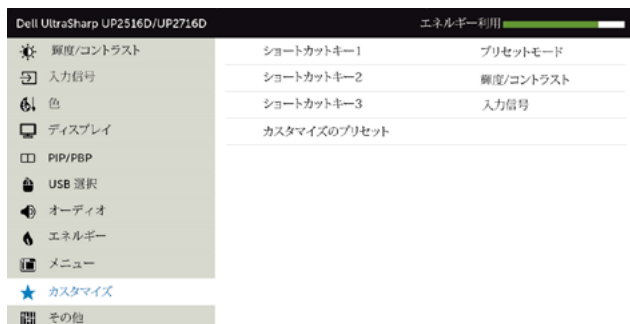 Dell UltraSharp UP2516D/UP2716D エネルギー利用
輝度/コントラスト
入力信号
色
ディスプレイ
PIP/PBP
USB 選択
オーディオ
エネルギー
メニュー
カスタマイズ
その他
ショートカットキー1 プリセットモード
ショートカットキー2 輝度/コントラスト
ショートカットキー3 入力信号
カスタマイズのプリセット